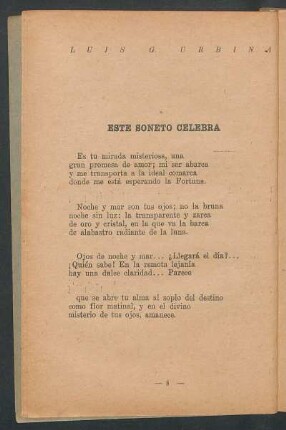 LUIS G. URBINA
ESTE SONETO CELEBRA
Es tu mirada misteriosa, una
gran promesa de amor; mi ser abarca
y me transporta a la ideal comarca
donde me está esperando la Fortuna.
Noche y mar son tus ojos; no la bruna
noche sin luz: la transparente y zarca
de oro y cristal, en la que va la barca
de alabastro radiante de la luna.
Ojos de noche y mar... ¿Llegará el día?...
¡Quién sabe! En la remota lejanía
hay una dulce claridad... Parece
que se abre tu alma al soplo del destino
como flor matinal, y en el divino
misterio de tus ojos, amanece.
— 8 —